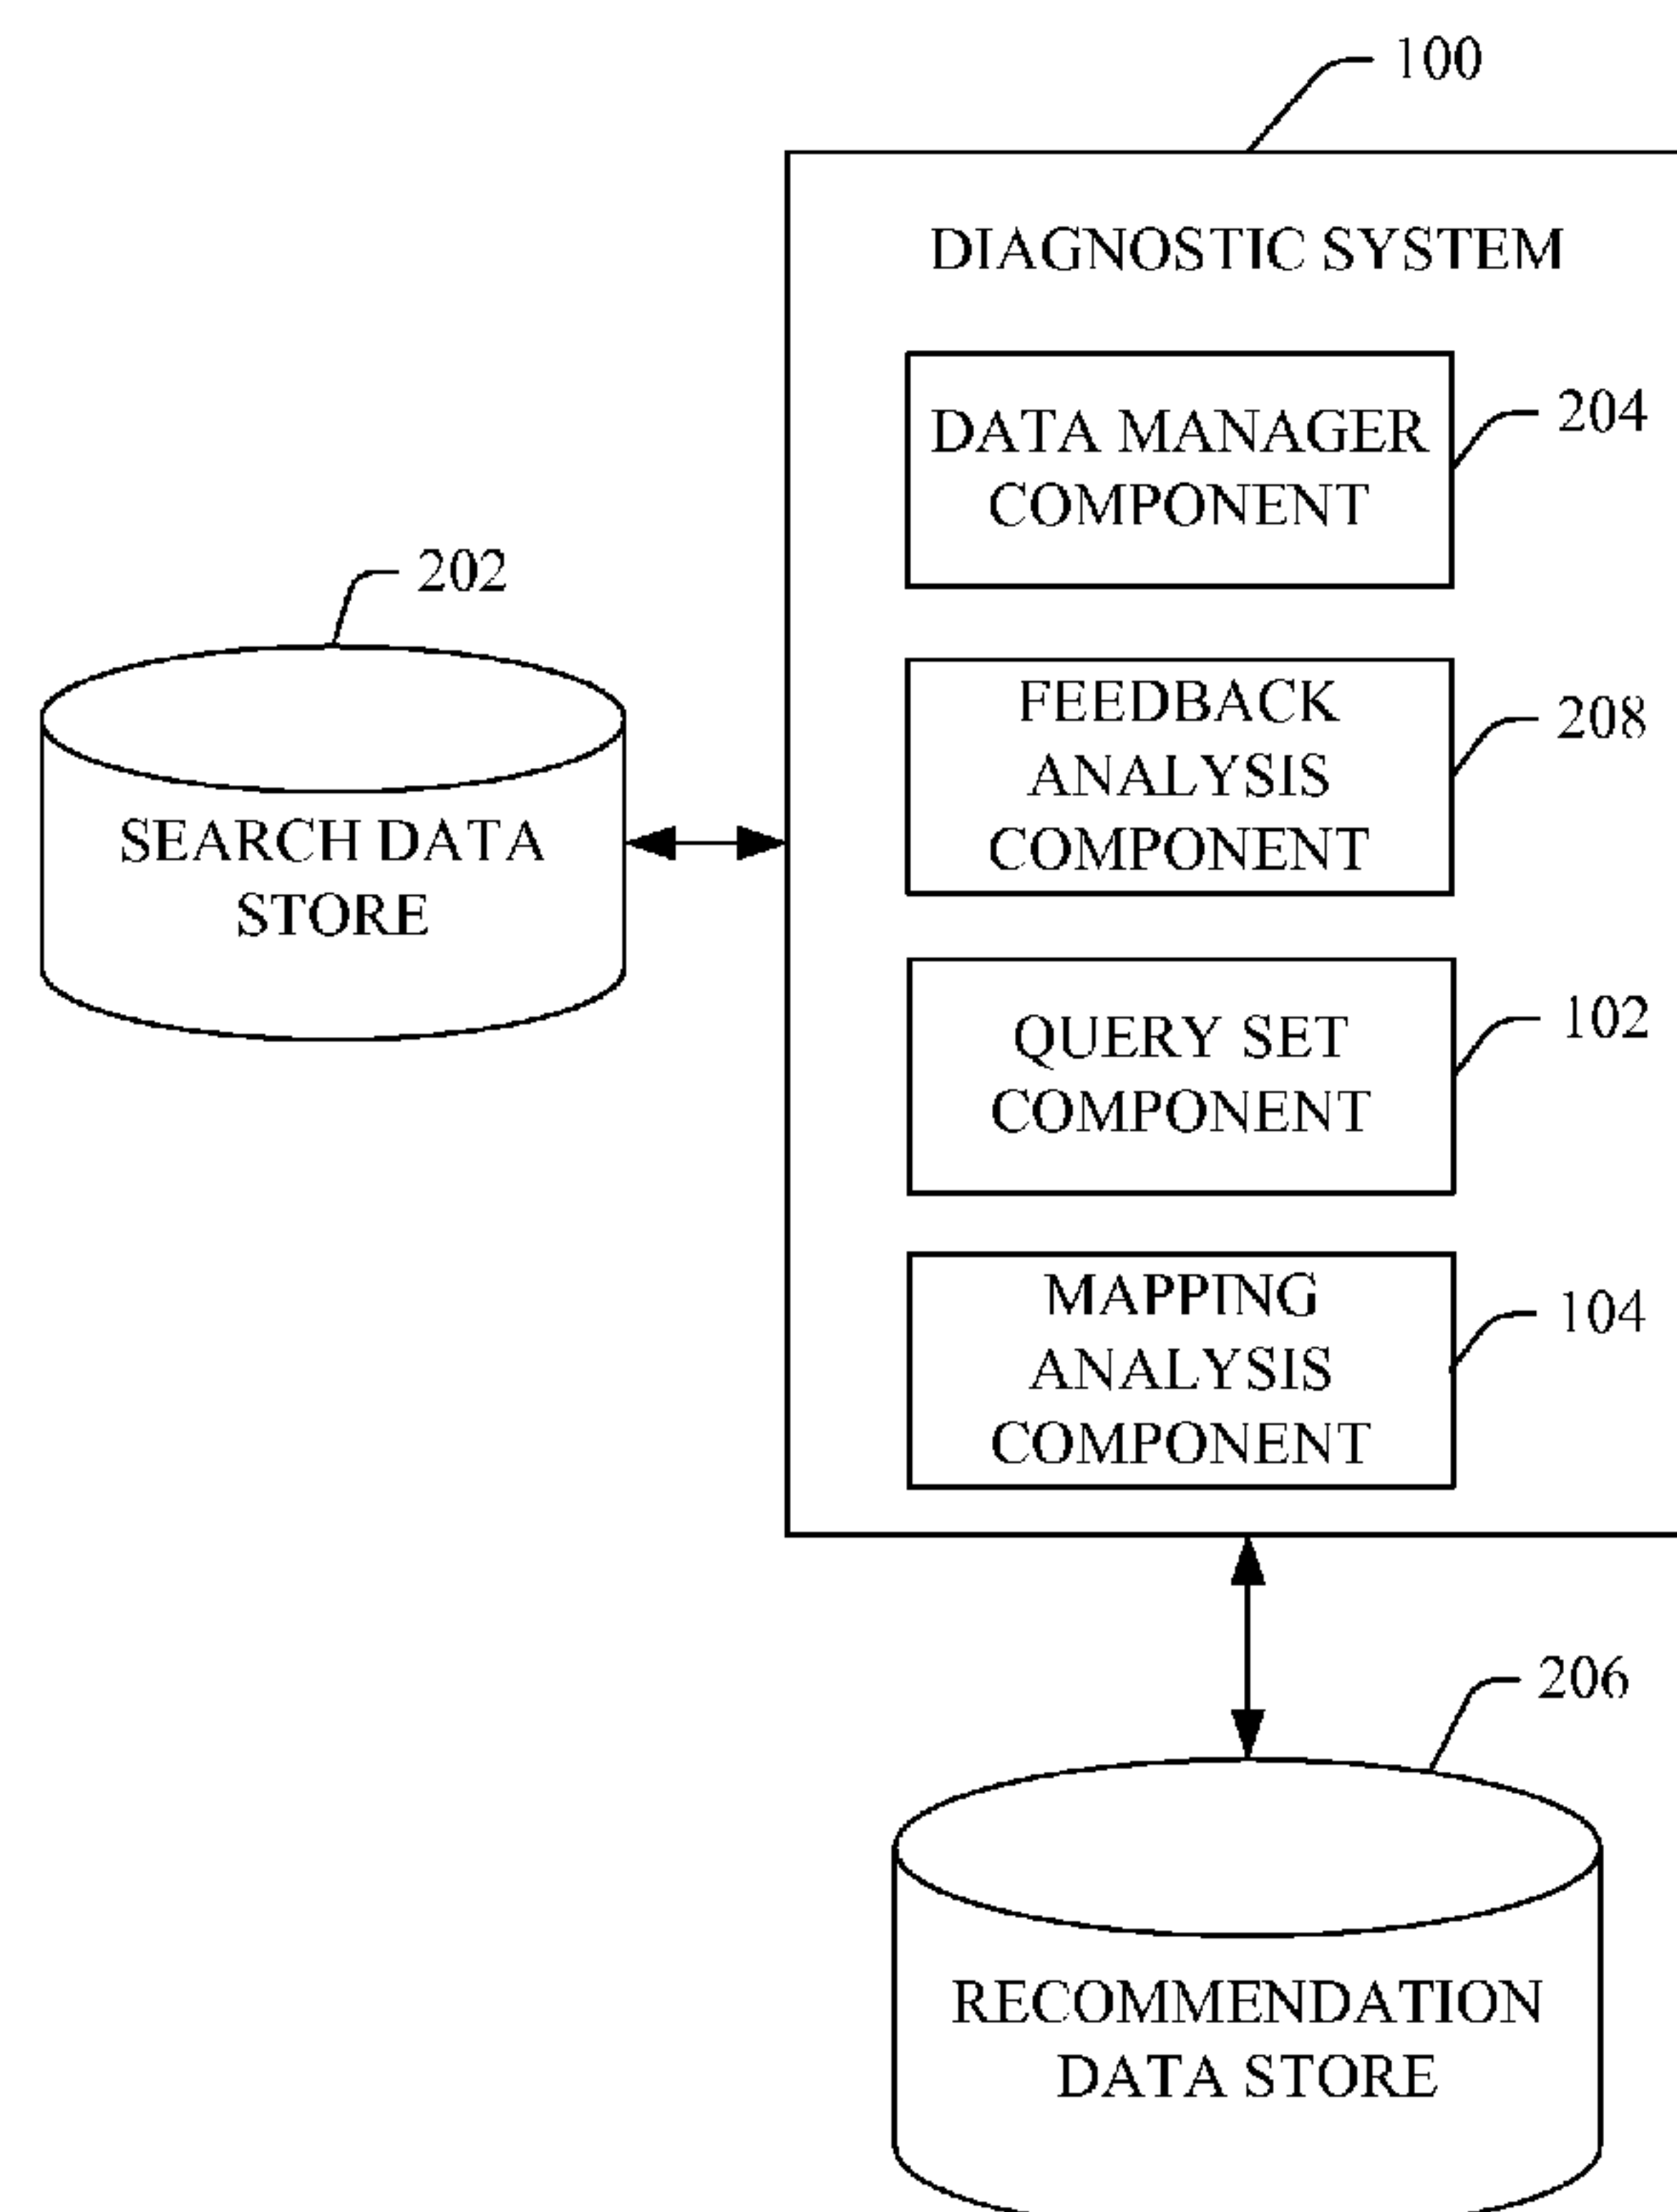 100
DIAGNOSTIC SYSTEM
DATA MANAGER
COMPONENT
204
202
SEARCH DATA
STORE
FEEDBACK
ANALYSIS
COMPONENT
208
QUERY SET
COMPONENT
102
MAPPING
ANALYSIS
COMPONENT
104
206
RECOMMENDATION
DATA STORE